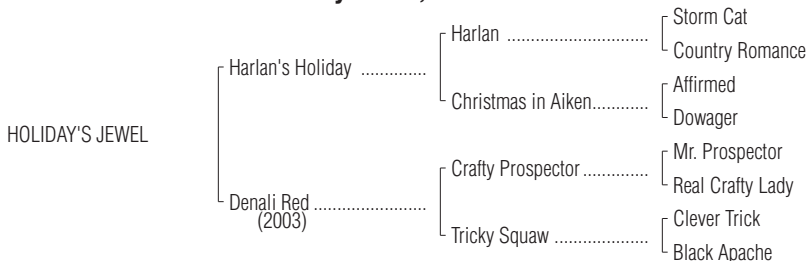 Storm Cat
Harlan ..............................
Country Romance
Harlan's Holiday ..............
Affirmed
Christmas in Aiken............
Dowager
HOLIDAY'S JEWEL
Mr. Prospector
Crafty Prospector ..............
Real Crafty Lady
Denali Red ........................
(2003)
Clever Trick
Tricky Squaw ....................
Black Apache